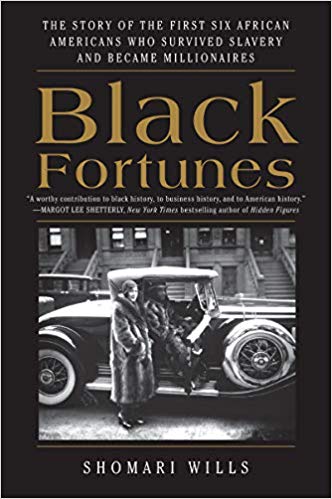 THE STORY OF THE FIRST SIX AFRICAN
AMERICANS WHO SURVIVED SLAVERY
AND BECAME MILLIONAIRES
Black
Fortunes
"A worthy contribution to black history, to business history, and to American history."
—MARGOT LEE SHETTERLY, New York Times bestselling author of Hidden Figures
SHOMARI WILLS